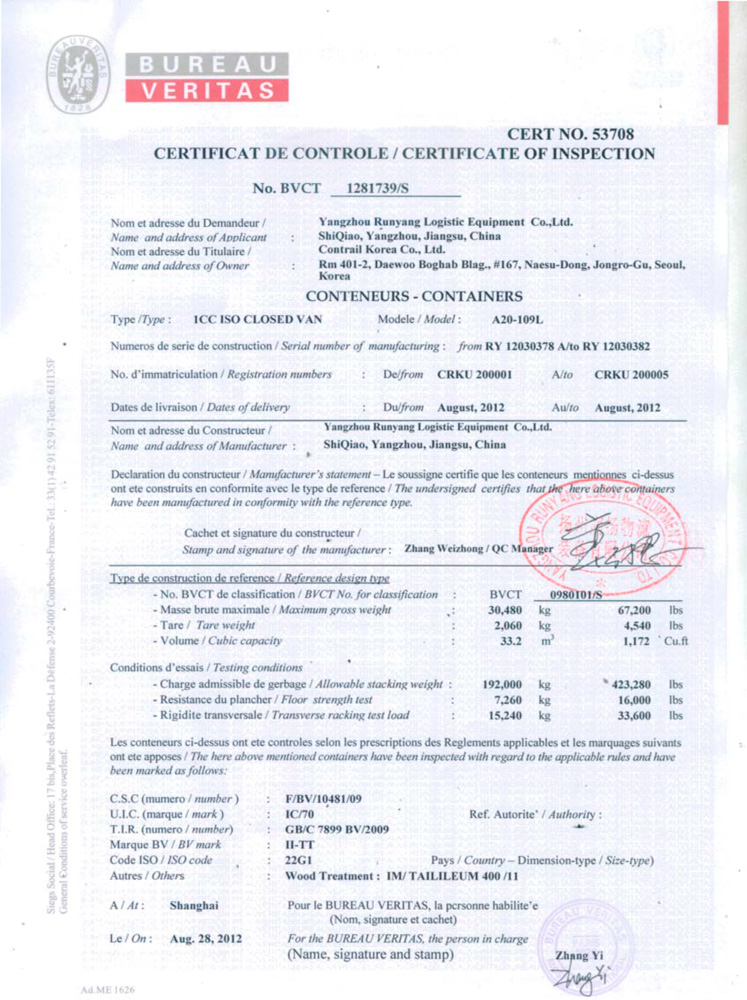 BUREAU VERITAS
1828
BUREAU
VERITAS
CERT NO. 53708
CERTIFICAT DE CONTROLE / CERTIFICATE OF INSPECTION
No. BVCT 1281739/S
Nom et adresse du Demandeur / Yangzhou Runyang Logistic Equipment Co.,Ltd.
Name and address of Applicant : ShiQiao, Yangzhou, Jiangsu, China
Nom et adresse du Titulaire / Contrail Korea Co., Ltd.
Name and address of Owner : Rm 401-2, Daewoo Boghab Blag., #167, Naesu-Dong, Jongro-Gu, Seoul,
Korea
CONTENEURS - CONTAINERS
Type /Type : 1CC ISO CLOSED VAN Modele / Model : A20-109L
Numeros de serie de construction / Serial number of manufacturing : from RY 12030378 A/to RY 12030382
No. d'immatriculation / Registration numbers : De/from CRKU 200001 A/to CRKU 200005
Dates de livraison / Dates of delivery : Du/from August, 2012 Au/to August, 2012
Nom et adresse du Constructeur / Yangzhou Runyang Logistic Equipment Co.,Ltd.
Name and address of Manufacturer : ShiQiao, Yangzhou, Jiangsu, China
Declaration du constructeur / Manufacturer's statement – Le soussigne certifie que les conteneurs mentionnes ci-dessus
ont ete construits en conformite avec le type de reference / The undersigned certifies that the here above containers
have been manufactured in conformity with the reference type.
Cachet et signature du constructeur /
Stamp and signature of the manufacturer : Zhang Weizhong / QC Manager
Type de construction de reference / Reference design type
- No. BVCT de classification / BVCT No. for classification : BVCT 0980101/S
- Masse brute maximale / Maximum gross weight : 30,480 kg 67,200 lbs
- Tare / Tare weight : 2,060 kg 4,540 lbs
- Volume / Cubic capacity : 33.2 m³ 1,172 Cu.ft
Conditions d'essais / Testing conditions
- Charge admissible de gerbage / Allowable stacking weight : 192,000 kg 423,280 lbs
- Resistance du plancher / Floor strength test : 7,260 kg 16,000 lbs
- Rigidite transversale / Transverse racking test load : 15,240 kg 33,600 lbs
Les conteneurs ci-dessus ont ete controles selon les prescriptions des Reglements applicables et les marquages suivants
ont ete apposes / The here above mentioned containers have been inspected with regard to the applicable rules and have
been marked as follows:
C.S.C (mumero / number ) : F/BV/10481/09
U.I.C. (marque / mark ) : IC/70 Ref. Autorite' / Authority :
T.I.R. (numero / number) : GB/C 7899 BV/2009
Marque BV / BV mark : II-TT
Code ISO / ISO code : 22G1 Pays / Country – Dimension-type / Size-type)
Autres / Others : Wood Treatment : IM/ TAILILEUM 400 /11
A / At : Shanghai Pour le BUREAU VERITAS, la personne habilite'e
(Nom, signature et cachet)
Le / On : Aug. 28, 2012 For the BUREAU VERITAS, the person in charge
(Name, signature and stamp) Zhang Yi
Zhang Yi
Ad.ME 1626
Siegs Social / Head Office: 17 bis,Place des Reflets-La Defense 2-92400 Courbevoie-France-Tel.. 33(1) 42 91 52 91-Telex: 611135F
General Conditions of service overleaf.